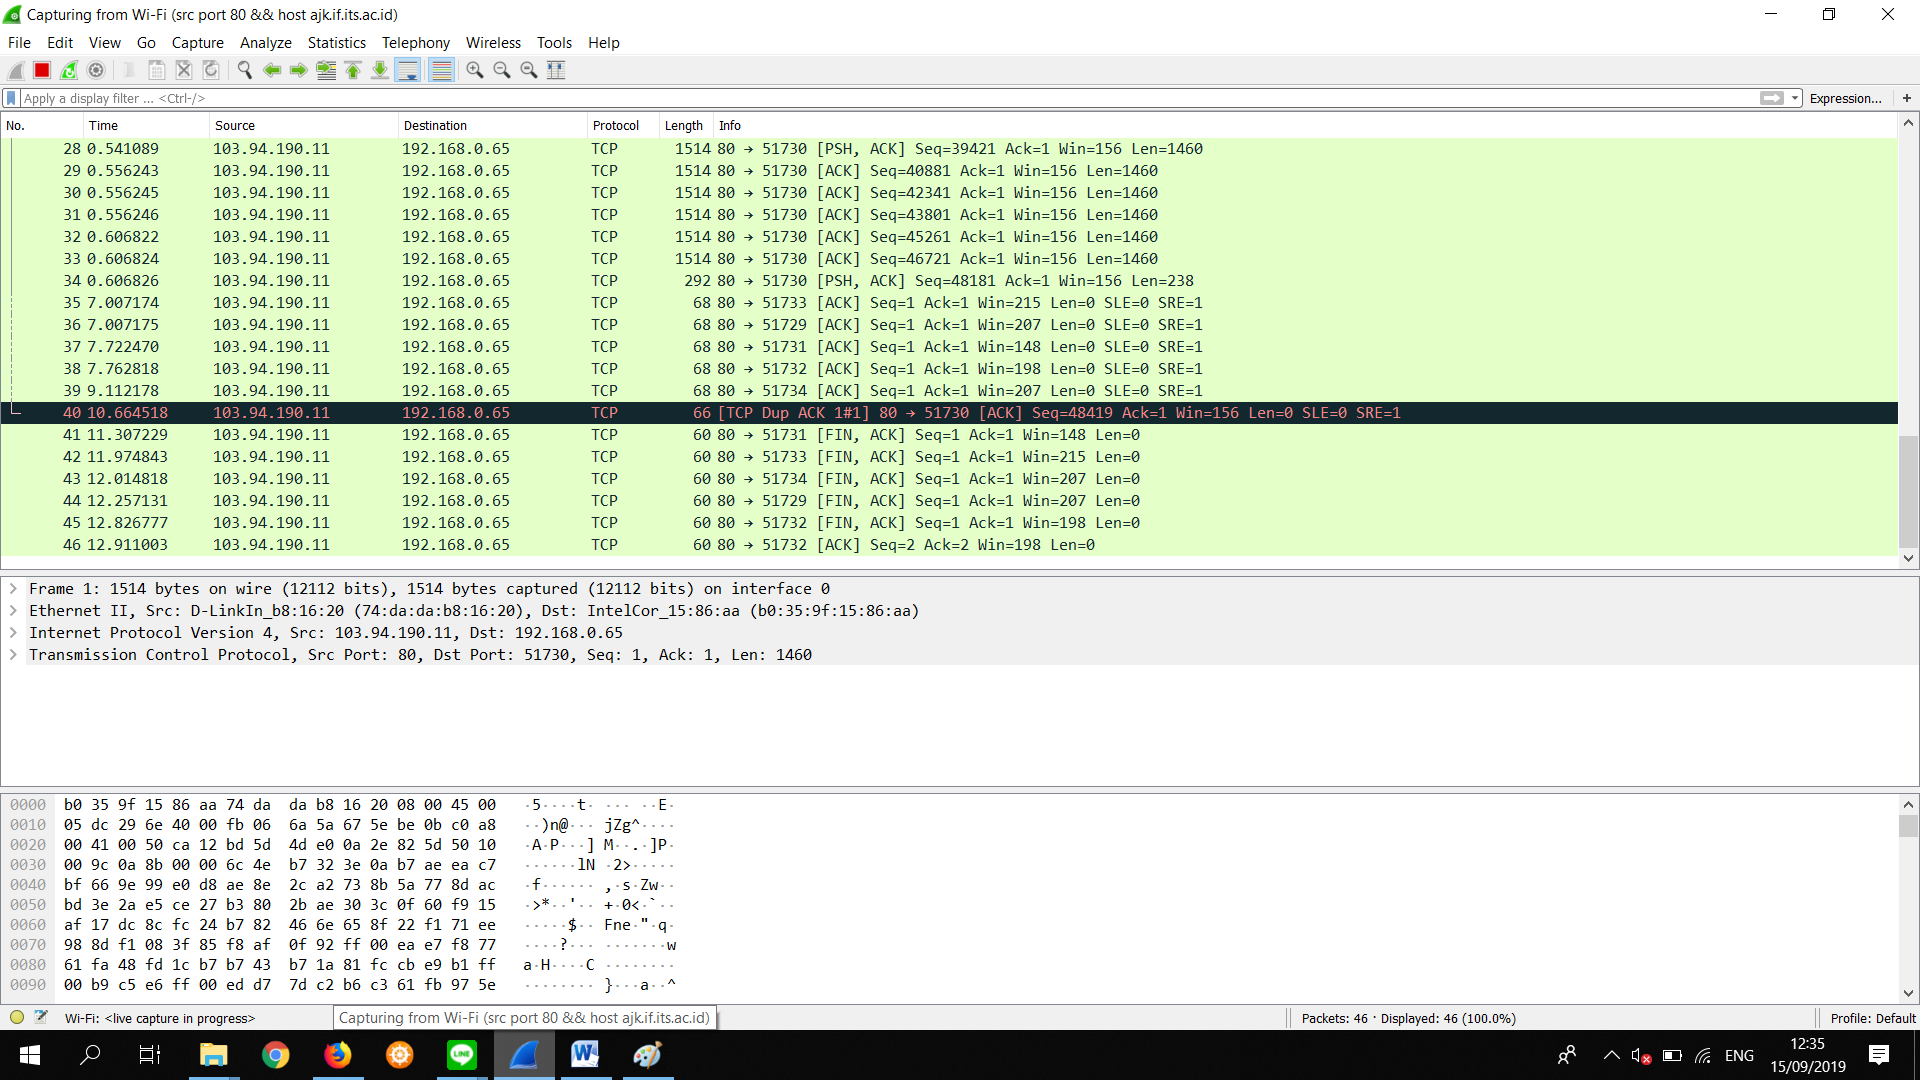 Capturing from Wi-Fi (src port 80 && host ajk.if.its.ac.id)
File Edit View Go Capture Analyze Statistics Telephony Wireless Tools Help
Apply a display filter ... <Ctrl-/> Expression... +
No. Time Source Destination Protocol Length Info
28 0.541089 103.94.190.11 192.168.0.65 TCP 1514 80 → 51730 [PSH, ACK] Seq=39421 Ack=1 Win=156 Len=1460
29 0.556243 103.94.190.11 192.168.0.65 TCP 1514 80 → 51730 [ACK] Seq=40881 Ack=1 Win=156 Len=1460
30 0.556245 103.94.190.11 192.168.0.65 TCP 1514 80 → 51730 [ACK] Seq=42341 Ack=1 Win=156 Len=1460
31 0.556246 103.94.190.11 192.168.0.65 TCP 1514 80 → 51730 [ACK] Seq=43801 Ack=1 Win=156 Len=1460
32 0.606822 103.94.190.11 192.168.0.65 TCP 1514 80 → 51730 [ACK] Seq=45261 Ack=1 Win=156 Len=1460
33 0.606824 103.94.190.11 192.168.0.65 TCP 1514 80 → 51730 [ACK] Seq=46721 Ack=1 Win=156 Len=1460
34 0.606826 103.94.190.11 192.168.0.65 TCP 292 80 → 51730 [PSH, ACK] Seq=48181 Ack=1 Win=156 Len=238
35 7.007174 103.94.190.11 192.168.0.65 TCP 68 80 → 51733 [ACK] Seq=1 Ack=1 Win=215 Len=0 SLE=0 SRE=1
36 7.007175 103.94.190.11 192.168.0.65 TCP 68 80 → 51729 [ACK] Seq=1 Ack=1 Win=207 Len=0 SLE=0 SRE=1
37 7.722470 103.94.190.11 192.168.0.65 TCP 68 80 → 51731 [ACK] Seq=1 Ack=1 Win=148 Len=0 SLE=0 SRE=1
38 7.762818 103.94.190.11 192.168.0.65 TCP 68 80 → 51732 [ACK] Seq=1 Ack=1 Win=198 Len=0 SLE=0 SRE=1
39 9.112178 103.94.190.11 192.168.0.65 TCP 68 80 → 51734 [ACK] Seq=1 Ack=1 Win=207 Len=0 SLE=0 SRE=1
40 10.664518 103.94.190.11 192.168.0.65 TCP 66 [TCP Dup ACK 1#1] 80 → 51730 [ACK] Seq=48419 Ack=1 Win=156 Len=0 SLE=0 SRE=1
41 11.307229 103.94.190.11 192.168.0.65 TCP 60 80 → 51731 [FIN, ACK] Seq=1 Ack=1 Win=148 Len=0
42 11.974843 103.94.190.11 192.168.0.65 TCP 60 80 → 51733 [FIN, ACK] Seq=1 Ack=1 Win=215 Len=0
43 12.014818 103.94.190.11 192.168.0.65 TCP 60 80 → 51734 [FIN, ACK] Seq=1 Ack=1 Win=207 Len=0
44 12.257131 103.94.190.11 192.168.0.65 TCP 60 80 → 51729 [FIN, ACK] Seq=1 Ack=1 Win=207 Len=0
45 12.826777 103.94.190.11 192.168.0.65 TCP 60 80 → 51732 [FIN, ACK] Seq=1 Ack=1 Win=198 Len=0
46 12.911003 103.94.190.11 192.168.0.65 TCP 60 80 → 51732 [ACK] Seq=2 Ack=2 Win=198 Len=0
Frame 1: 1514 bytes on wire (12112 bits), 1514 bytes captured (12112 bits) on interface 0
Ethernet II, Src: D-LinkIn_b8:16:20 (74:da:da:b8:16:20), Dst: IntelCor_15:86:aa (b0:35:9f:15:86:aa)
Internet Protocol Version 4, Src: 103.94.190.11, Dst: 192.168.0.65
Transmission Control Protocol, Src Port: 80, Dst Port: 51730, Seq: 1, Ack: 1, Len: 1460
0000 b0 35 9f 15 86 aa 74 da da b8 16 20 08 00 45 00 ·5····t· ··· ··E·
0010 05 dc 29 6e 40 00 fb 06 6a 5a 67 5e be 0b c0 a8 ··)n@··· jZg^····
0020 00 41 00 50 ca 12 bd 5d 4d e0 0a 2e 82 5d 50 10 ·A·P···] M··.·]P·
0030 00 9c 0a 8b 00 00 6c 4e b7 32 3e 0a b7 ae ea c7 ······lN ·2>·····
0040 bf 66 9e 99 e0 d8 ae 8e 2c a2 73 8b 5a 77 8d ac ·f······ ,·s·Zw··
0050 bd 3e 2a e5 ce 27 b3 80 2b ae 30 3c 0f 60 f9 15 ·>*··'·· +·0<·`··
0060 af 17 dc 8c fc 24 b7 82 46 6e 65 8f 22 f1 71 ee ·····$·· Fne·"·q·
0070 98 8d f1 08 3f 85 f8 af 0f 92 ff 00 ea e7 f8 77 ····?··· ·······w
0080 61 fa 48 fd 1c b7 b7 43 b7 1a 81 fc cb e9 b1 ff a·H····C ········
0090 00 b9 c5 e6 ff 00 ed d7 7d c2 b6 c3 61 fb 97 5e ········ }···a··^
Wi-Fi: <live capture in progress> Capturing from Wi-Fi (src port 80 && host ajk.if.its.ac.id) Packets: 46 · Displayed: 46 (100.0%) Profile: Default
LINE W ENG 12:35
15/09/2019